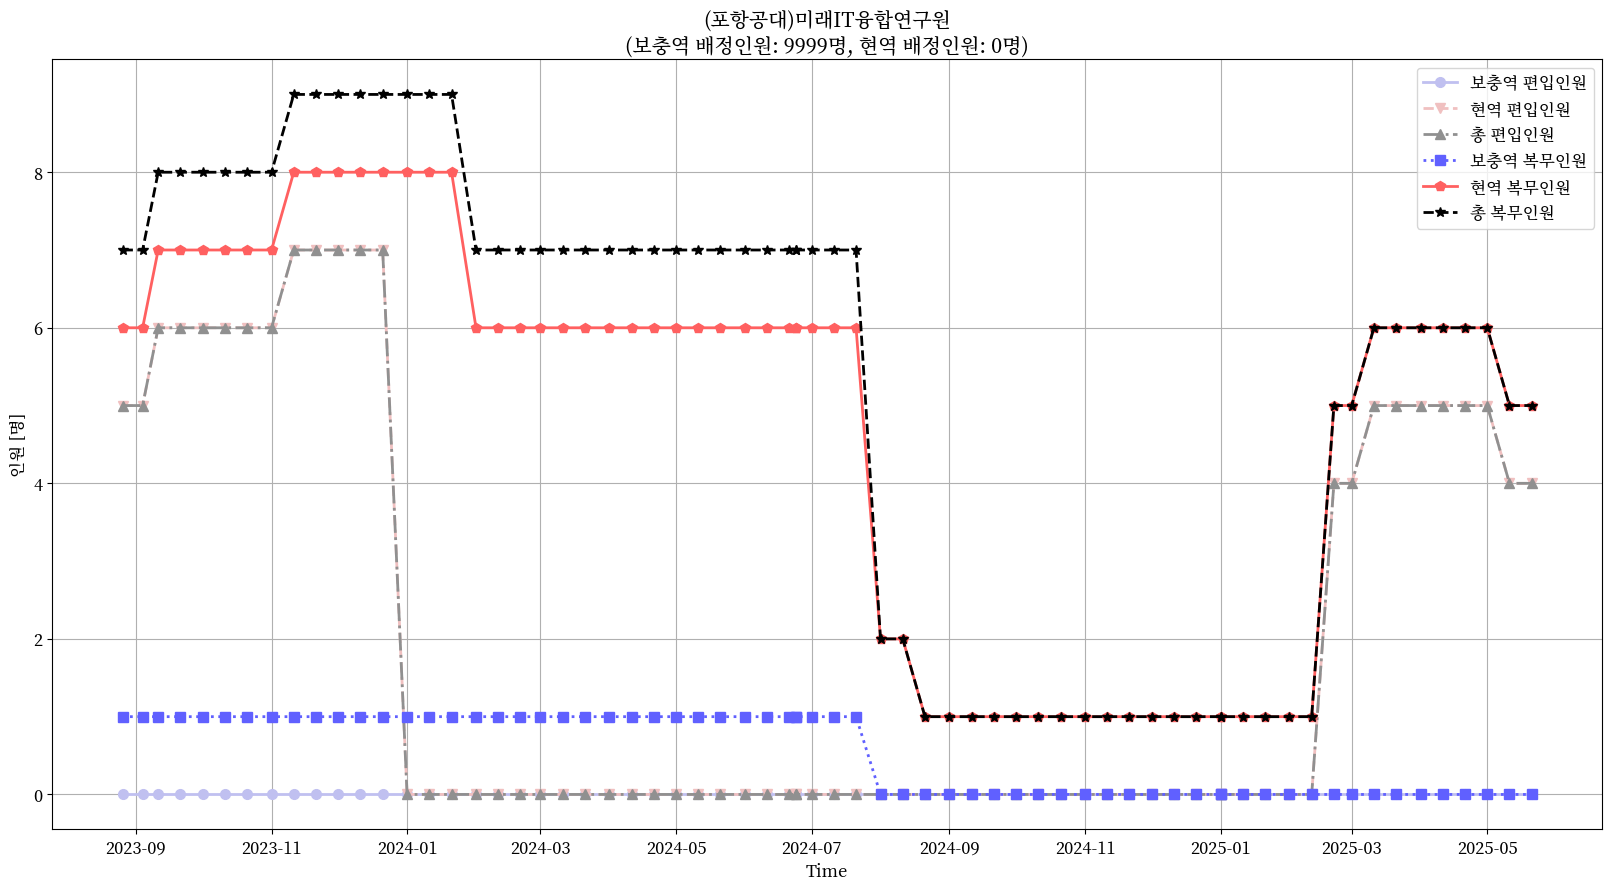 (포항공대)미래IT융합연구원
(보충역 배정인원: 9999명, 현역 배정인원: 0명)
보충역 편입인원
현역 편입인원
총 편입인원
보충역 복무인원
현역 복무인원
총 복무인원
인원 [명]
8
6
4
2
0
2023-09
2023-11
2024-01
2024-03
2024-05
2024-07
2024-09
2024-11
2025-01
2025-03
2025-05
Time